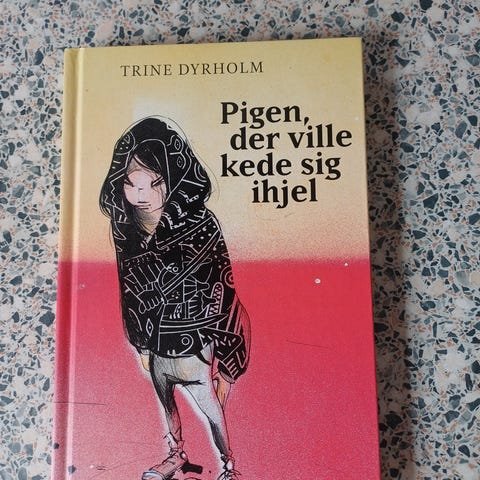 TRINE DYRHOLM
Pigen,
der ville
kede sig
ihjel